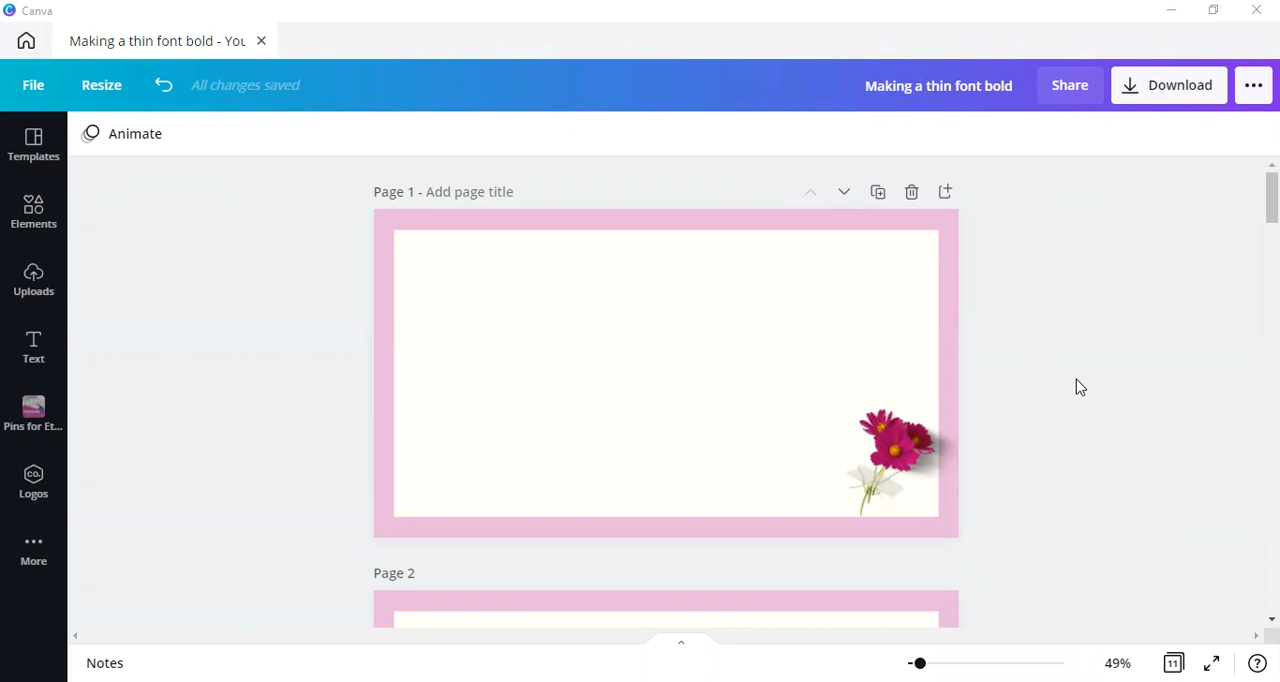 Canva
Making a thin font bold - You
File
Resize
All changes saved
Making a thin font bold
Share
Download
Templates
Animate
Page 1 - Add page title
Elements
Uploads
Text
Pins for Et...
CO.
Logos
More
Page 2
Notes
49%
11
?